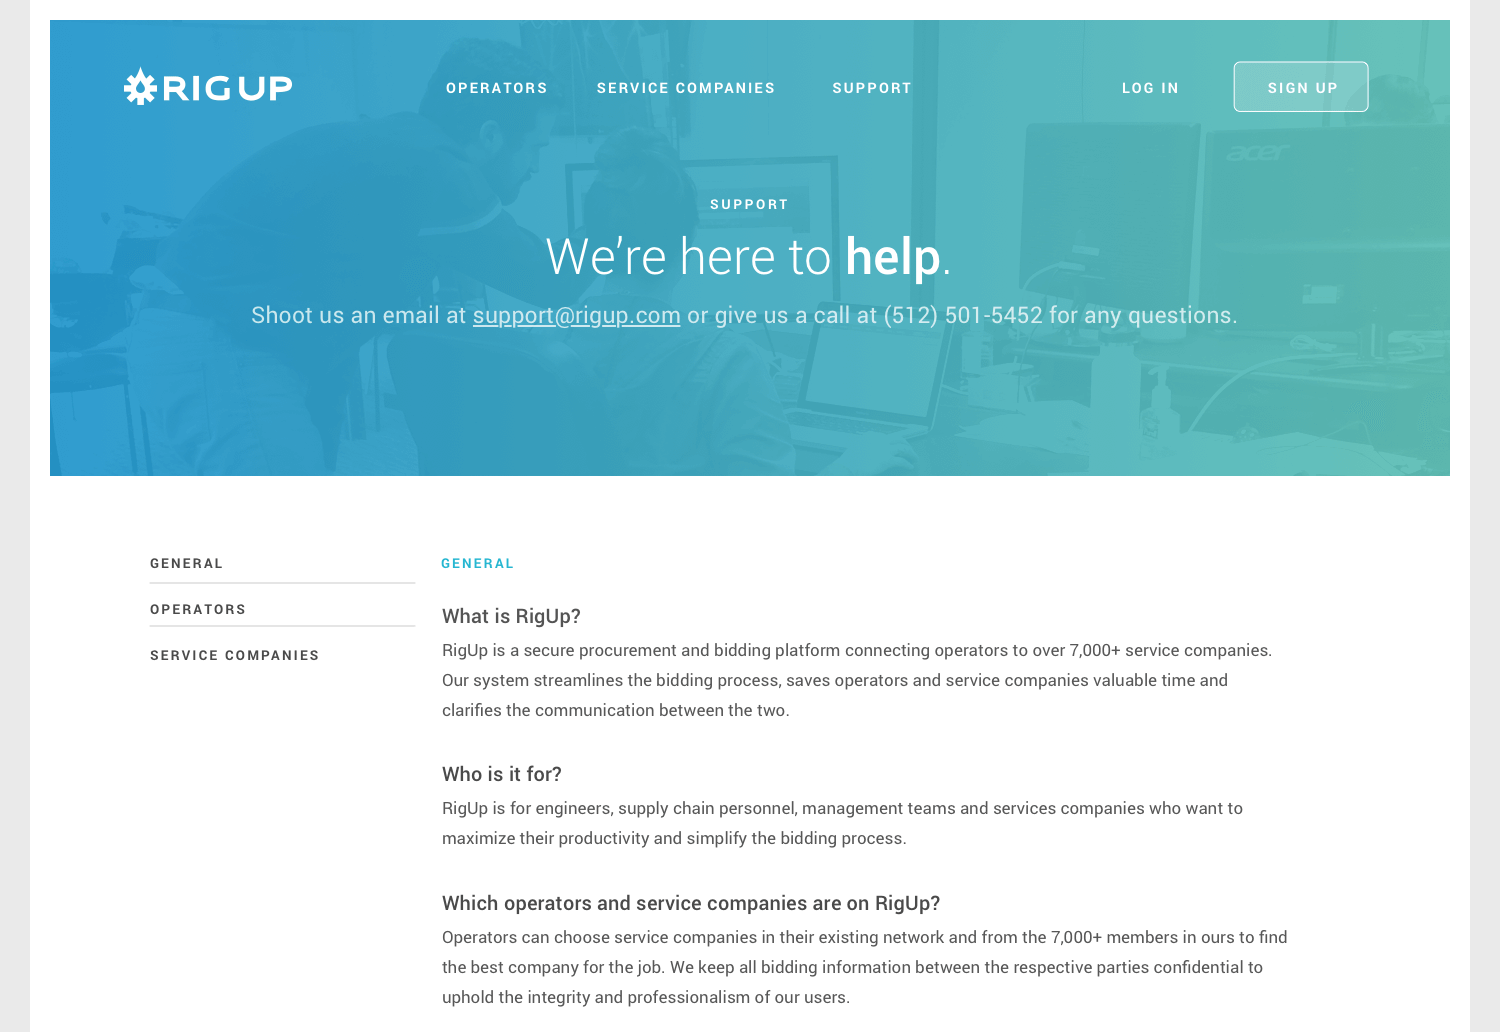 RIGUP
OPERATORS
SERVICE COMPANIES
SUPPORT
LOG IN
SIGN UP
acer
SUPPORT
We’re here to help.
Shoot us an email at support@rigup.com or give us a call at (512) 501-5452 for any questions.
GENERAL
OPERATORS
SERVICE COMPANIES
GENERAL
What is RigUp?
RigUp is a secure procurement and bidding platform connecting operators to over 7,000+ service companies.
Our system streamlines the bidding process, saves operators and service companies valuable time and
clarifies the communication between the two.
Who is it for?
RigUp is for engineers, supply chain personnel, management teams and services companies who want to
maximize their productivity and simplify the bidding process.
Which operators and service companies are on RigUp?
Operators can choose service companies in their existing network and from the 7,000+ members in ours to find
the best company for the job. We keep all bidding information between the respective parties confidential to
uphold the integrity and professionalism of our users.